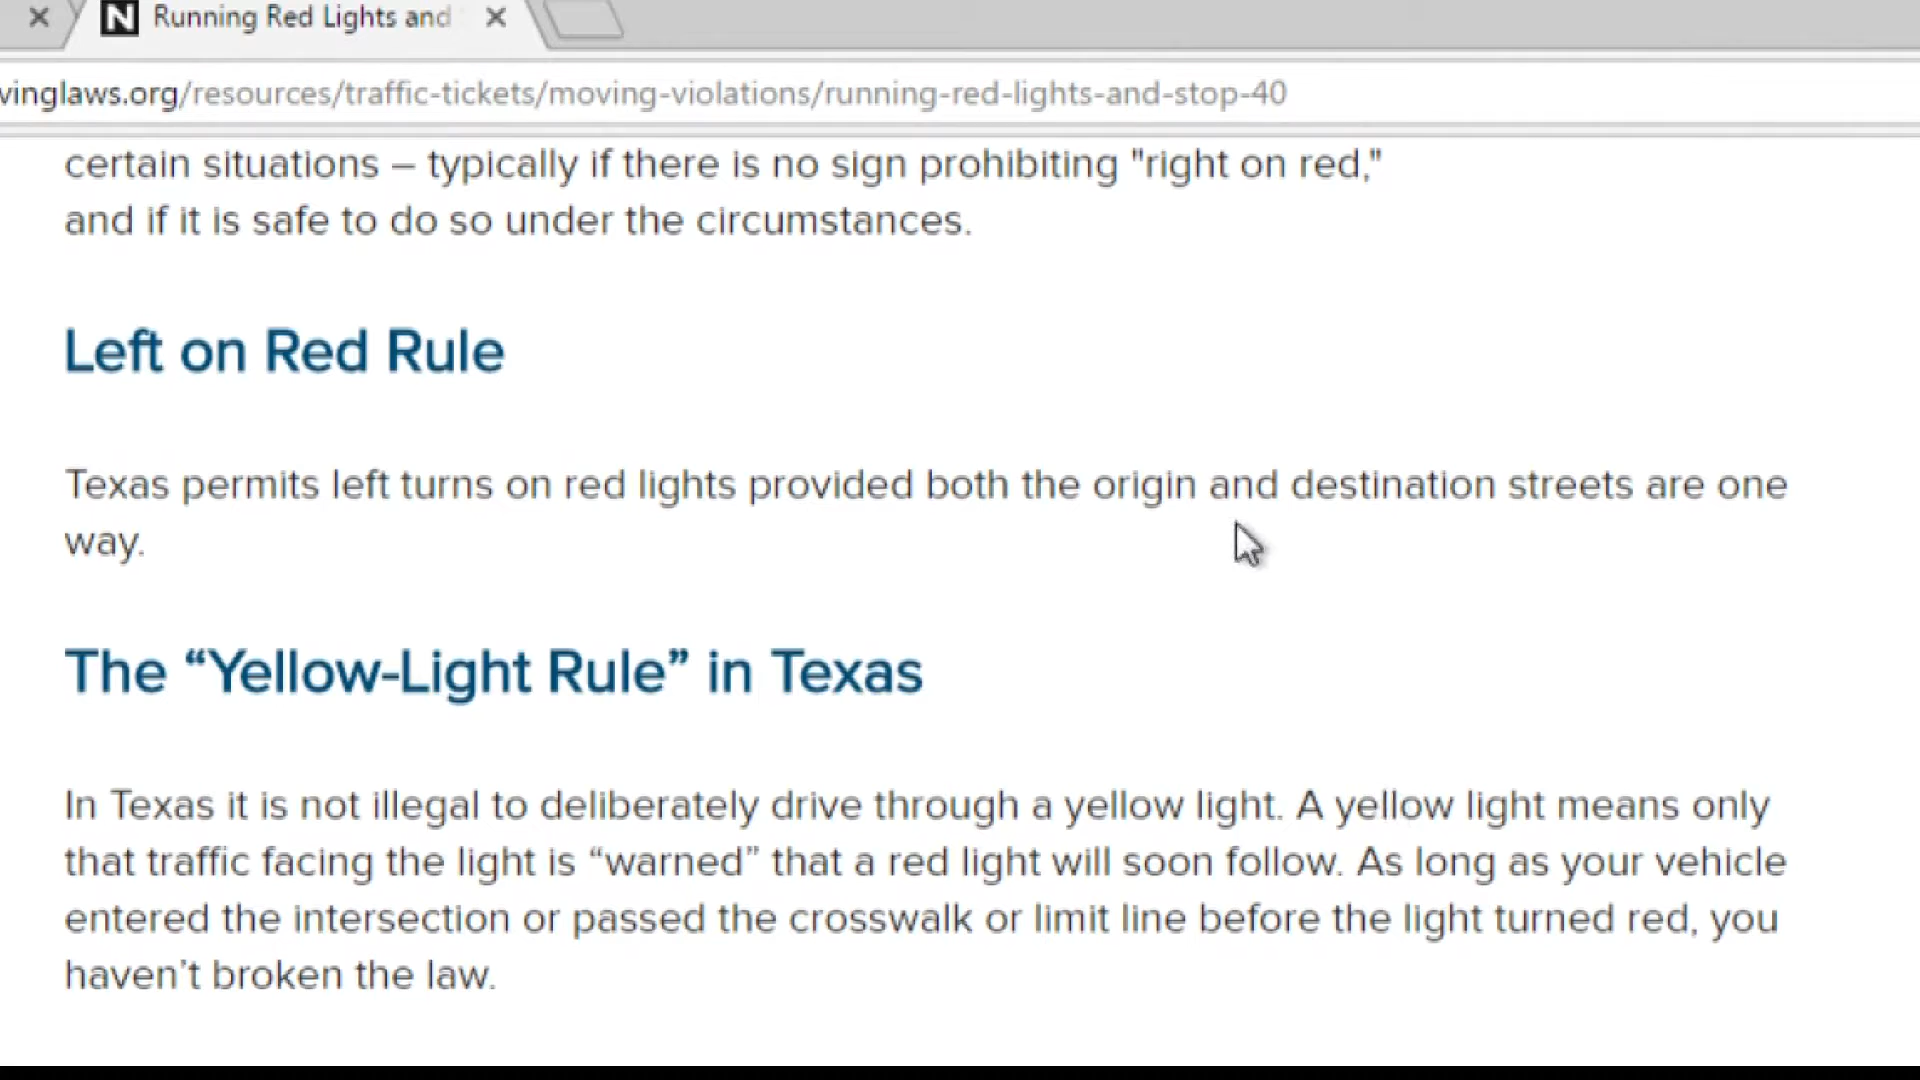 Running Red Lights and
vinglaws.org/resources/traffic-tickets/moving-violations/running-red-lights-and-stop-40
certain situations – typically if there is no sign prohibiting "right on red,"
and if it is safe to do so under the circumstances.
Left on Red Rule
Texas permits left turns on red lights provided both the origin and destination streets are one
way.
The “Yellow-Light Rule” in Texas
In Texas it is not illegal to deliberately drive through a yellow light. A yellow light means only
that traffic facing the light is “warned” that a red light will soon follow. As long as your vehicle
entered the intersection or passed the crosswalk or limit line before the light turned red, you
haven’t broken the law.